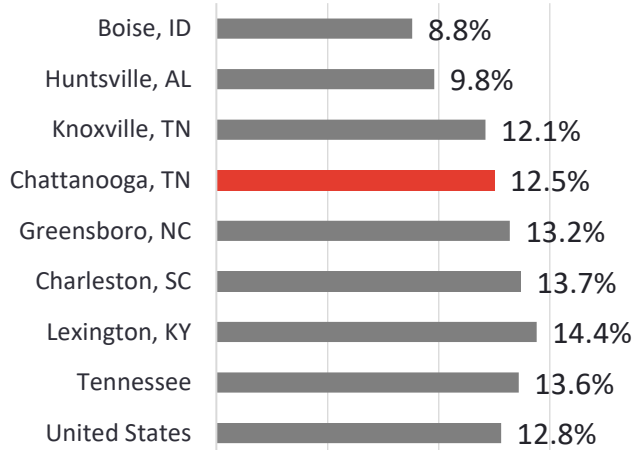 Boise, ID 8.8%
Huntsville, AL 9.8%
Knoxville, TN 12.1%
Chattanooga, TN 12.5%
Greensboro, NC 13.2%
Charleston, SC 13.7%
Lexington, KY 14.4%
Tennessee 13.6%
United States 12.8%